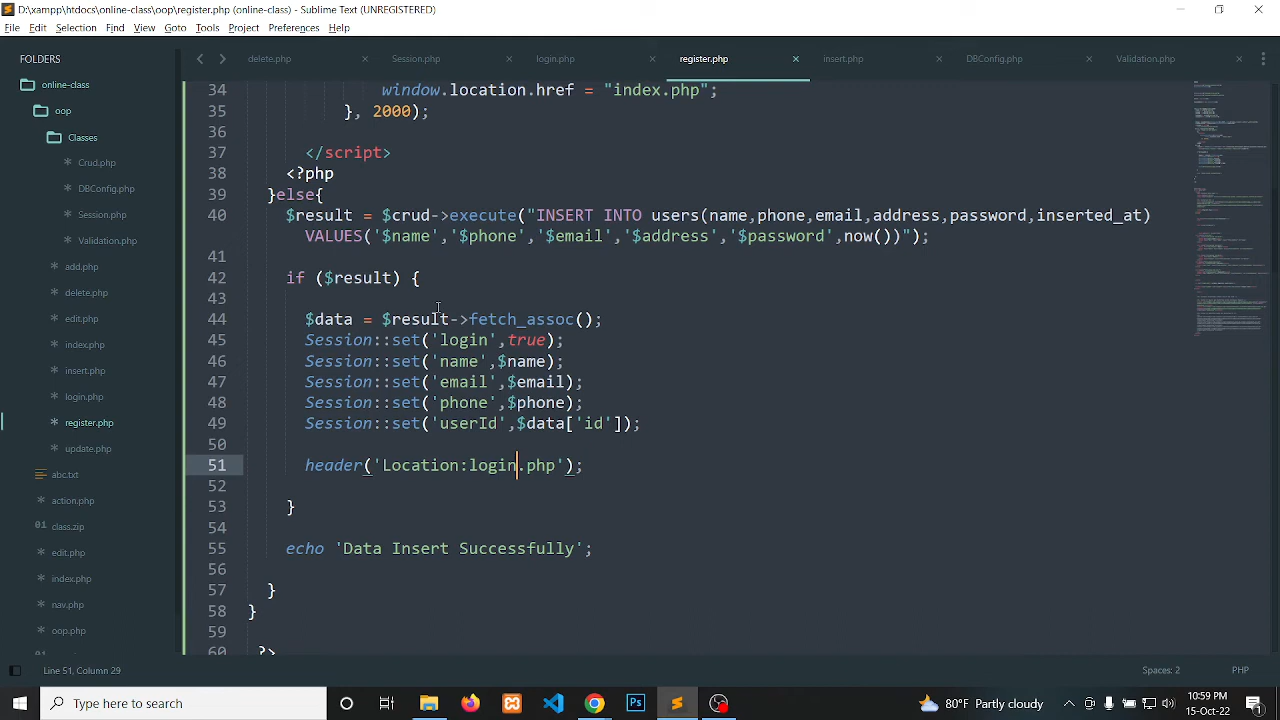 D:\xampp\htdocs\online-class\oop\register.php (online-class) - Sublime Text (UNREGISTERED)
File Edit Selection Find View Goto Tools Project Preferences Help
FOLDERS
online-class
oop
Clases
Crud.php
DBConfig.php
Session.php
Validation.php
add.php
delete.php
edit.php
index.php
insert.php
login.php
register.php
update.php
abc.txt
action.php
class.zip
edit.php
index.php
nav.php
oop.php
delete.php Session.php login.php register.php insert.php DBConfig.php Validation.php
34 window.location.href = "index.php";
35 }, 2000);
36
37 </script>
38 <?php
39 }else{
40 $result = $crud->execute("INSERT INTO users(name,phone,email,address,password,inserted_at)
VALUES('$name','$phone','$email','$address','$password',now())");
41
42 if ($result) {
43
44 $data = $result->fetch_assoc();
45 Session::set('login',true);
46 Session::set('name',$name);
47 Session::set('email',$email);
48 Session::set('phone',$phone);
49 Session::set('userId',$data['id']);
50
51 header('Location:login.php');
52
53 }
54
55 echo 'Data Insert Successfully';
56
57 }
58 }
59
60 ?>
Line 51, Column 29
Spaces: 2 PHP
Type here to search
80°F Partly cloudy
10:59 PM
15-Oct-22